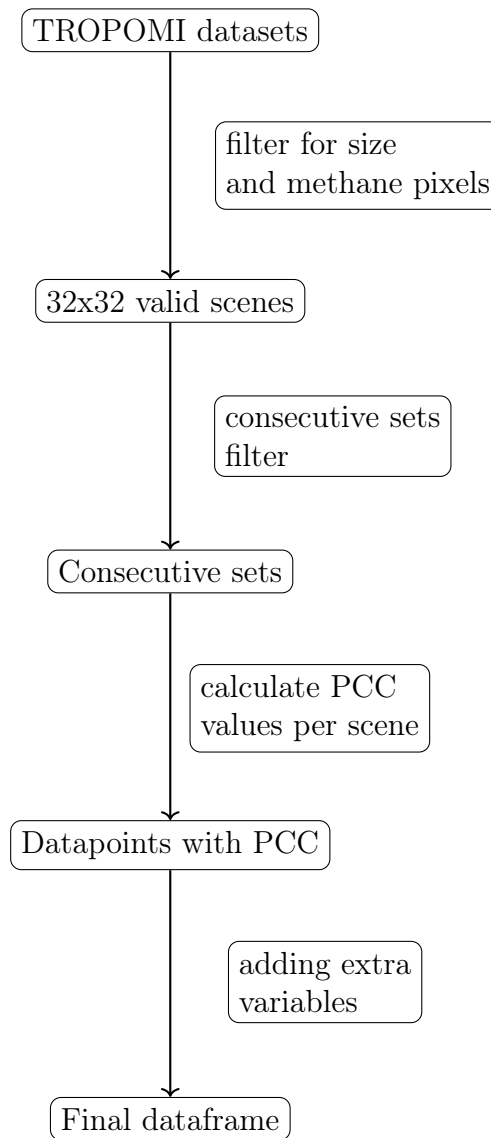 TROPOMI datasets
filter for size
and methane pixels
32x32 valid scenes
consecutive sets
filter
Consecutive sets
calculate PCC
values per scene
Datapoints with PCC
adding extra
variables
Final dataframe